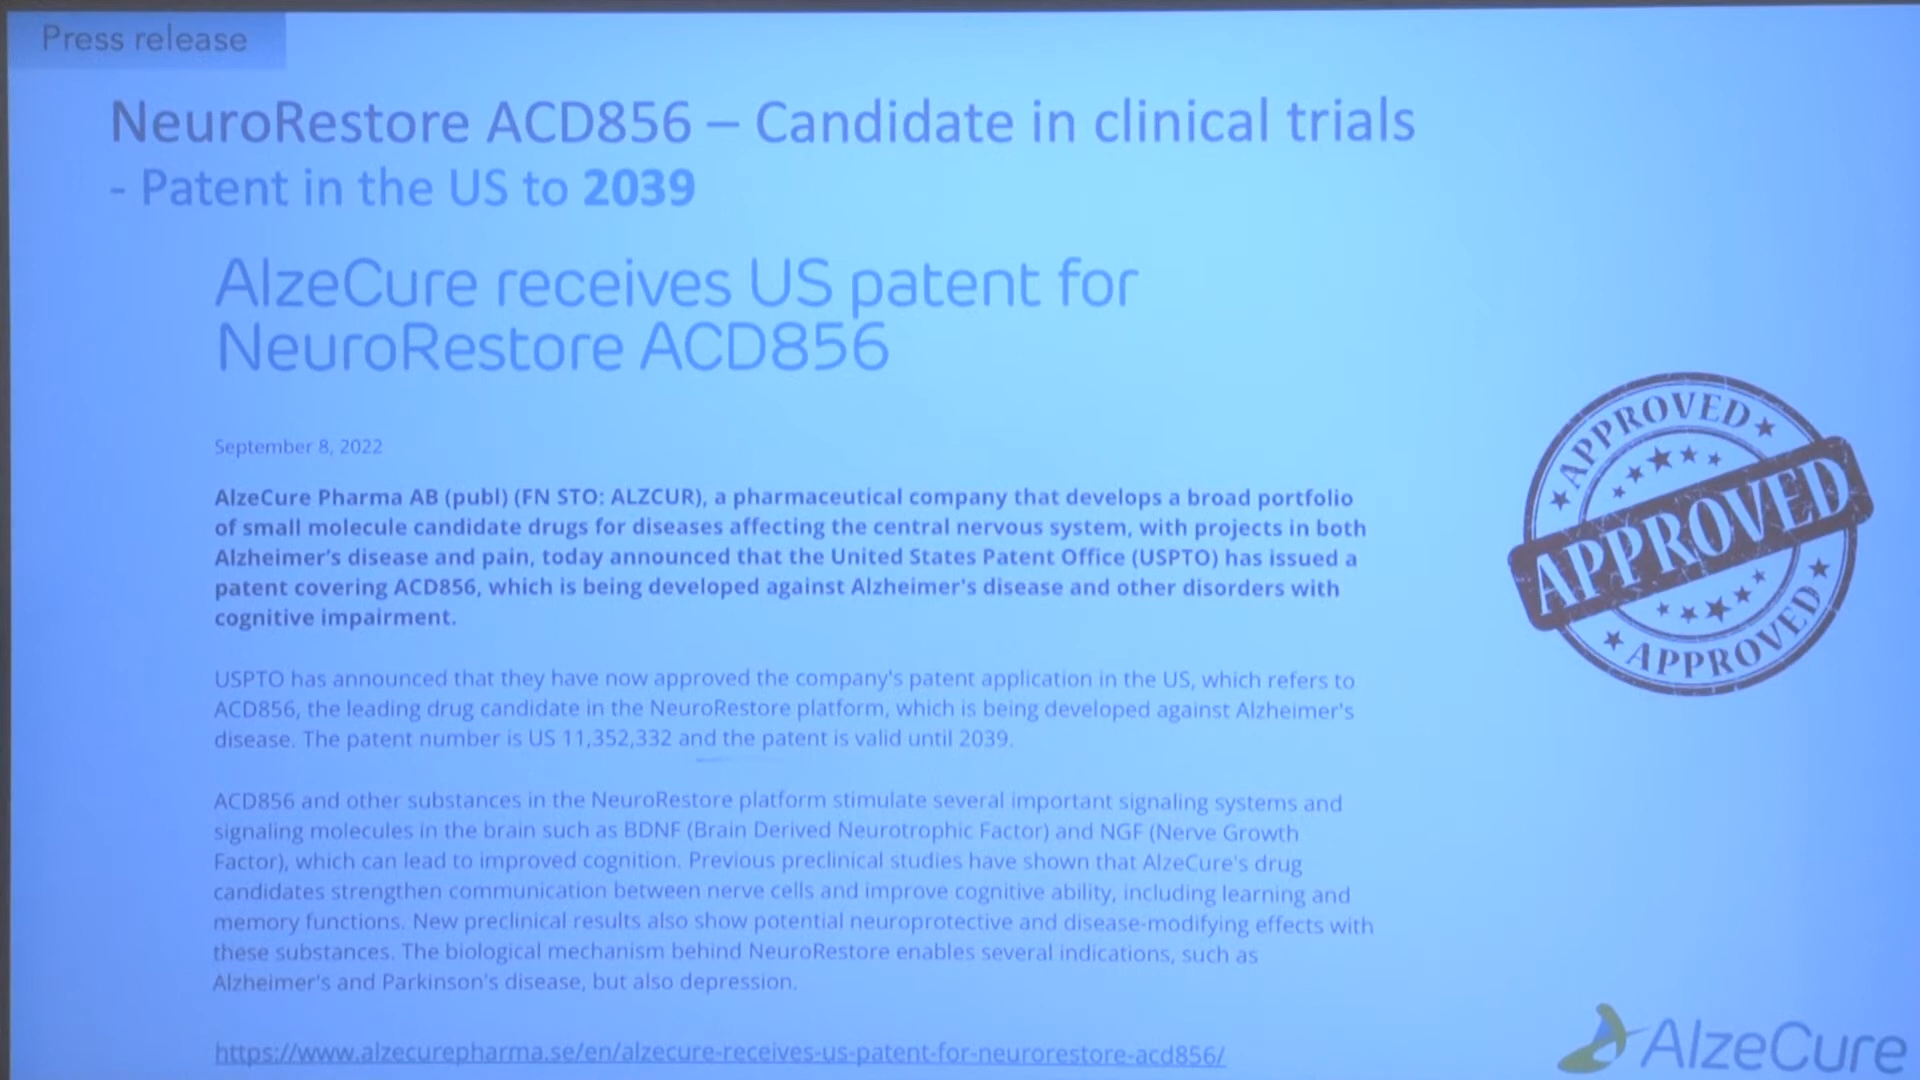 Press release
NeuroRestore ACD856 – Candidate in clinical trials
- Patent in the US to 2039
AlzeCure receives US patent for
NeuroRestore ACD856
September 8, 2022
AlzeCure Pharma AB (publ) (FN STO: ALZCUR), a pharmaceutical company that develops a broad portfolio
of small molecule candidate drugs for diseases affecting the central nervous system, with projects in both
Alzheimer's disease and pain, today announced that the United States Patent Office (USPTO) has issued a
patent covering ACD856, which is being developed against Alzheimer's disease and other disorders with
cognitive impairment.
USPTO has announced that they have now approved the company's patent application in the US, which refers to
ACD856, the leading drug candidate in the NeuroRestore platform, which is being developed against Alzheimer's
disease. The patent number is US 11,352,332 and the patent is valid until 2039.
ACD856 and other substances in the NeuroRestore platform stimulate several important signaling systems and
signaling molecules in the brain such as BDNF (Brain Derived Neurotrophic Factor) and NGF (Nerve Growth
Factor), which can lead to improved cognition. Previous preclinical studies have shown that AlzeCure's drug
candidates strengthen communication between nerve cells and improve cognitive ability, including learning and
memory functions. New preclinical results also show potential neuroprotective and disease-modifying effects with
these substances. The biological mechanism behind NeuroRestore enables several indications, such as
Alzheimer's and Parkinson's disease, but also depression.
https://www.alzecurepharma.se/en/alzecure-receives-us-patent-for-neurorestore-acd856/
APPROVED
APPROVED
APPROVED
AlzeCure